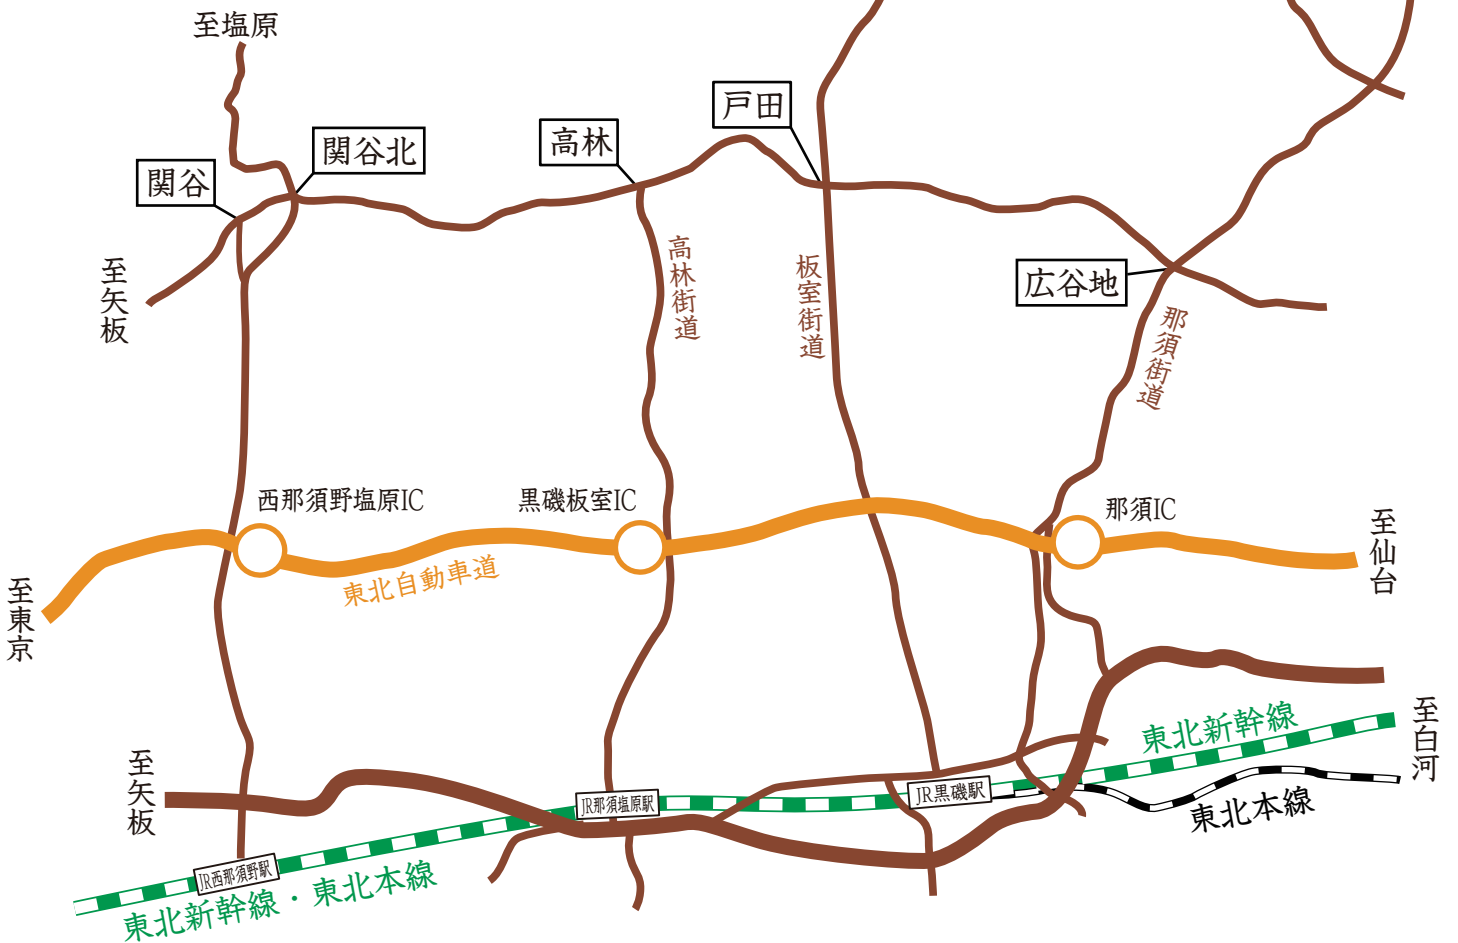 至塩原
戸田
高林
関谷北
関谷
至矢板
高林街道
板室街道
広谷地
那須街道
西那須野塩原IC
黒磯板室IC
那須IC
至仙台
東北自動車道
至東京
至白河
東北新幹線
至矢板
JR那須塩原駅
JR黒磯駅
東北本線
JR西那須野駅
東北新幹線・東北本線